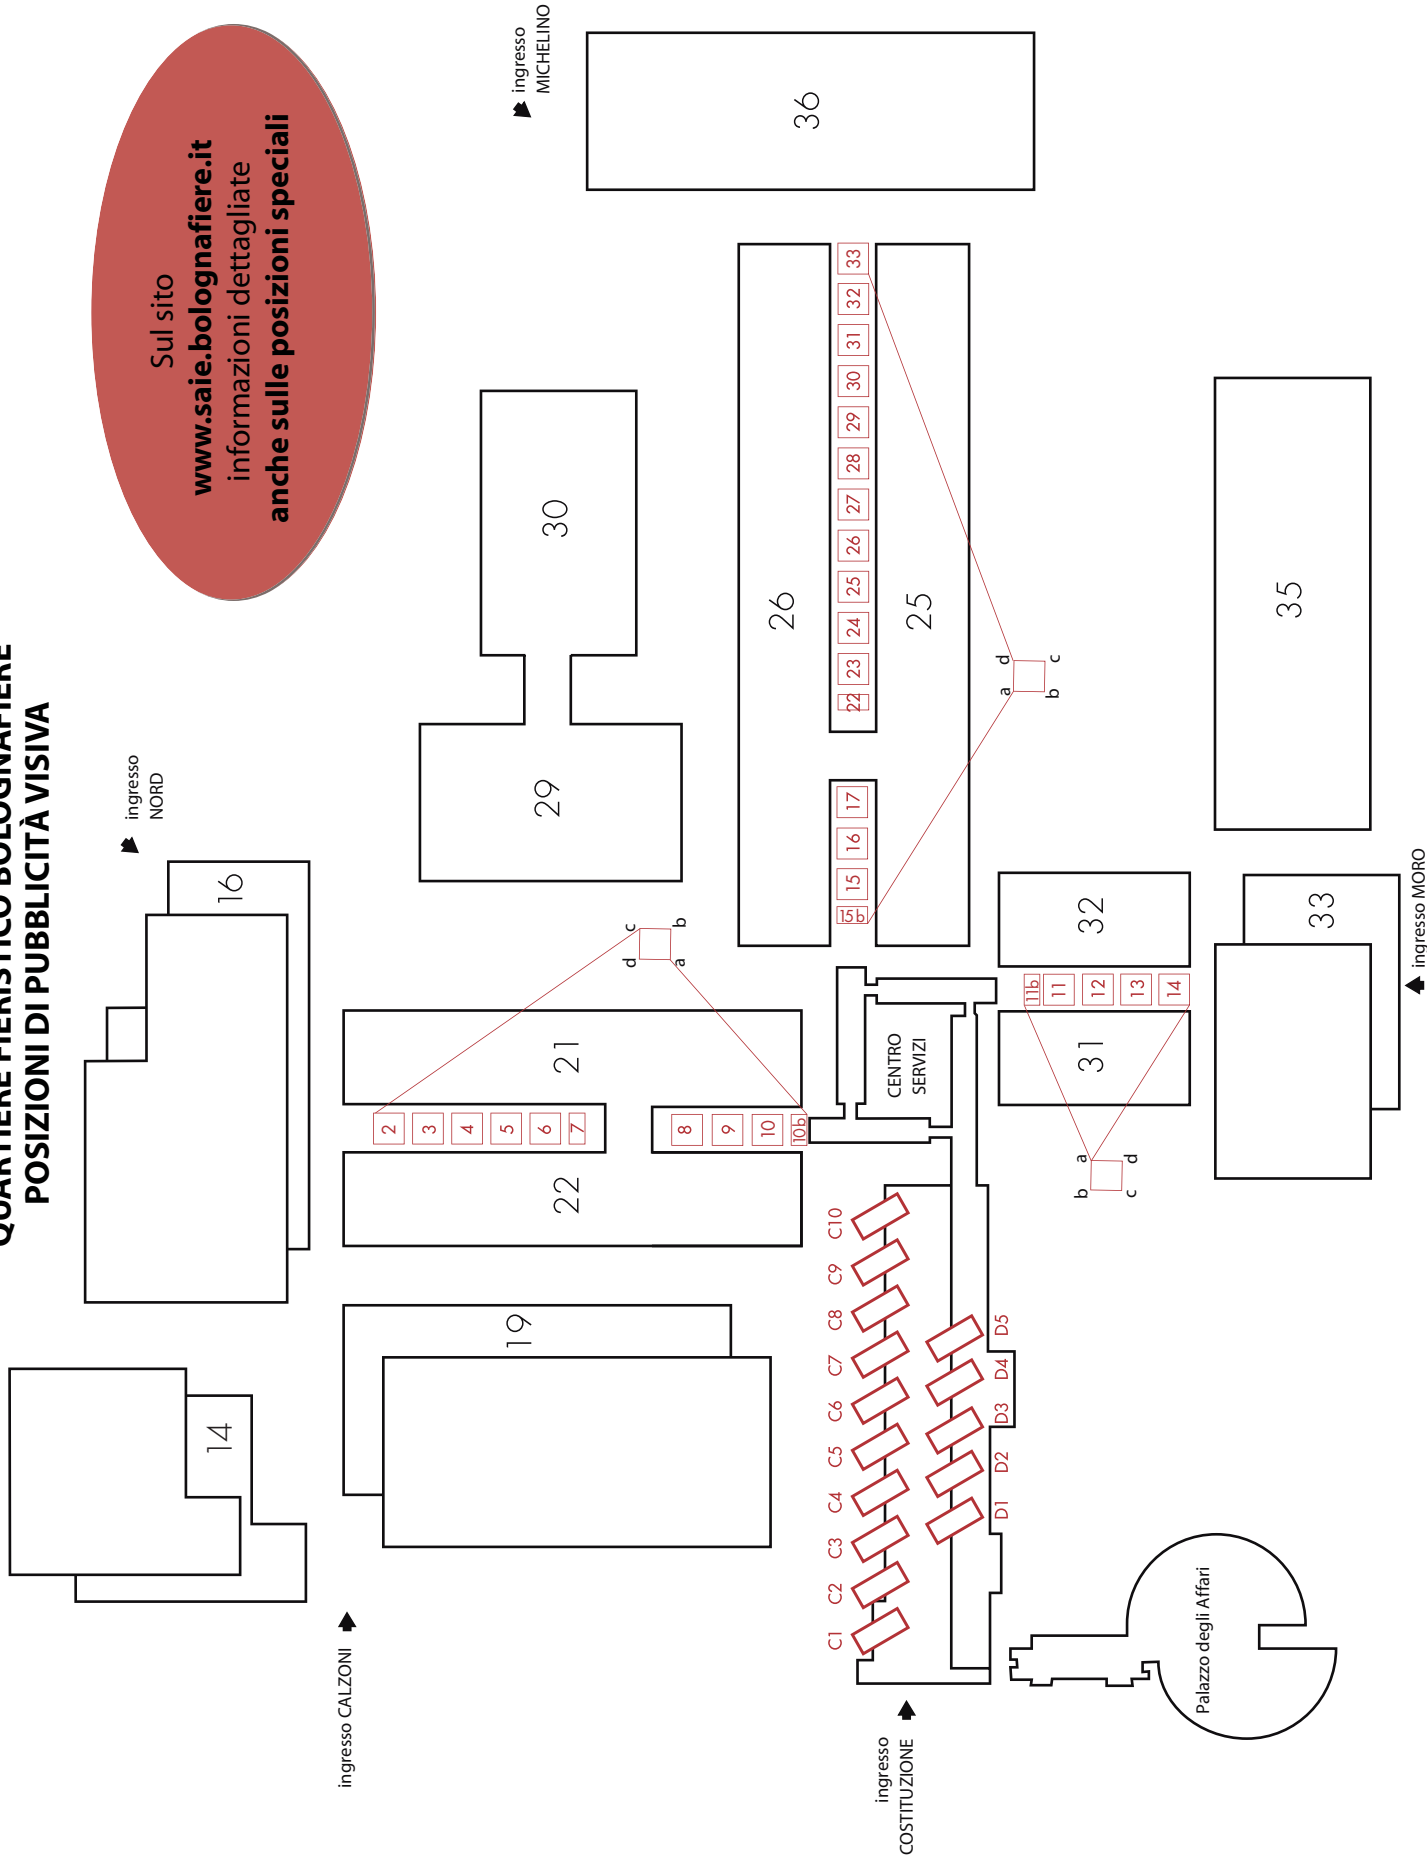 QUARTIERE FIERISTICO BOLOGNAFIERE
POSIZIONI DI PUBBLICITÀ VISIVA
Sul sito
www.saie.bolognafiere.it
informazioni dettagliate
anche sulle posizioni speciali
ingresso
NORD
ingresso
MICHELINO
14
16
ingresso CALZONI
19
22
21
29
30
36
2
3
4
5
6
7
8
9
10
10b
d
c
a
b
26
25
15b
15
16
17
22
23
24
25
26
27
28
29
30
31
32
33
a
d
b
c
ingresso
COSTITUZIONE
C1
C2
C3
C4
C5
C6
C7
C8
C9
C10
D1
D2
D3
D4
D5
CENTRO
SERVIZI
31
32
11b
11
12
13
14
b
a
c
d
Palazzo degli Affari
33
35
ingresso MORO